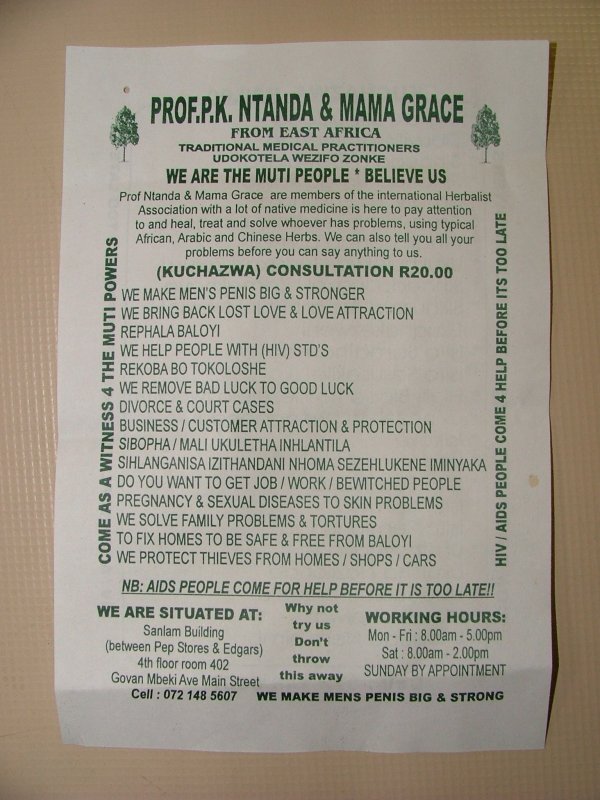 PROF.P.K. NTANDA & MAMA GRACE
FROM EAST AFRICA
TRADITIONAL MEDICAL PRACTITIONERS
UDOKOTELA WEZIFO ZONKE
WE ARE THE MUTI PEOPLE * BELIEVE US
Prof Ntanda & Mama Grace are members of the international Herbalist
Association with a lot of native medicine is here to pay attention
to and heal, treat and solve whoever has problems, using typical
African, Arabic and Chinese Herbs. We can also tell you all your
problems before you can say anything to us.
(KUCHAZWA) CONSULTATION R20.00
COME AS A WITNESS 4 THE MUTI POWERS
WE MAKE MEN'S PENIS BIG & STRONGER
WE BRING BACK LOST LOVE & LOVE ATTRACTION
REPHALA BALOYI
WE HELP PEOPLE WITH (HIV) STD'S
REKOBA BO TOKOLOSHE
WE REMOVE BAD LUCK TO GOOD LUCK
DIVORCE & COURT CASES
BUSINESS / CUSTOMER ATTRACTION & PROTECTION
SIBOPHA / MALI UKULETHA INHLANTILA
SIHLANGANISA IZITHANDANI NHOMA SEZEHLUKENE IMINYAKA
DO YOU WANT TO GET JOB / WORK / BEWITCHED PEOPLE
PREGNANCY & SEXUAL DISEASES TO SKIN PROBLEMS
WE SOLVE FAMILY PROBLEMS & TORTURES
TO FIX HOMES TO BE SAFE & FREE FROM BALOYI
WE PROTECT THIEVES FROM HOMES / SHOPS / CARS
HIV / AIDS PEOPLE COME 4 HELP BEFORE ITS TOO LATE
NB: AIDS PEOPLE COME FOR HELP BEFORE IT IS TOO LATE!!
WE ARE SITUATED AT:
Sanlam Building
(between Pep Stores & Edgars)
4th floor room 402
Govan Mbeki Ave Main Street
Cell : 072 148 5607
Why not
try us
Don't
throw
this away
WORKING HOURS:
Mon - Fri : 8.00am - 5.00pm
Sat : 8.00am - 2.00pm
SUNDAY BY APPOINTMENT
WE MAKE MENS PENIS BIG & STRONG